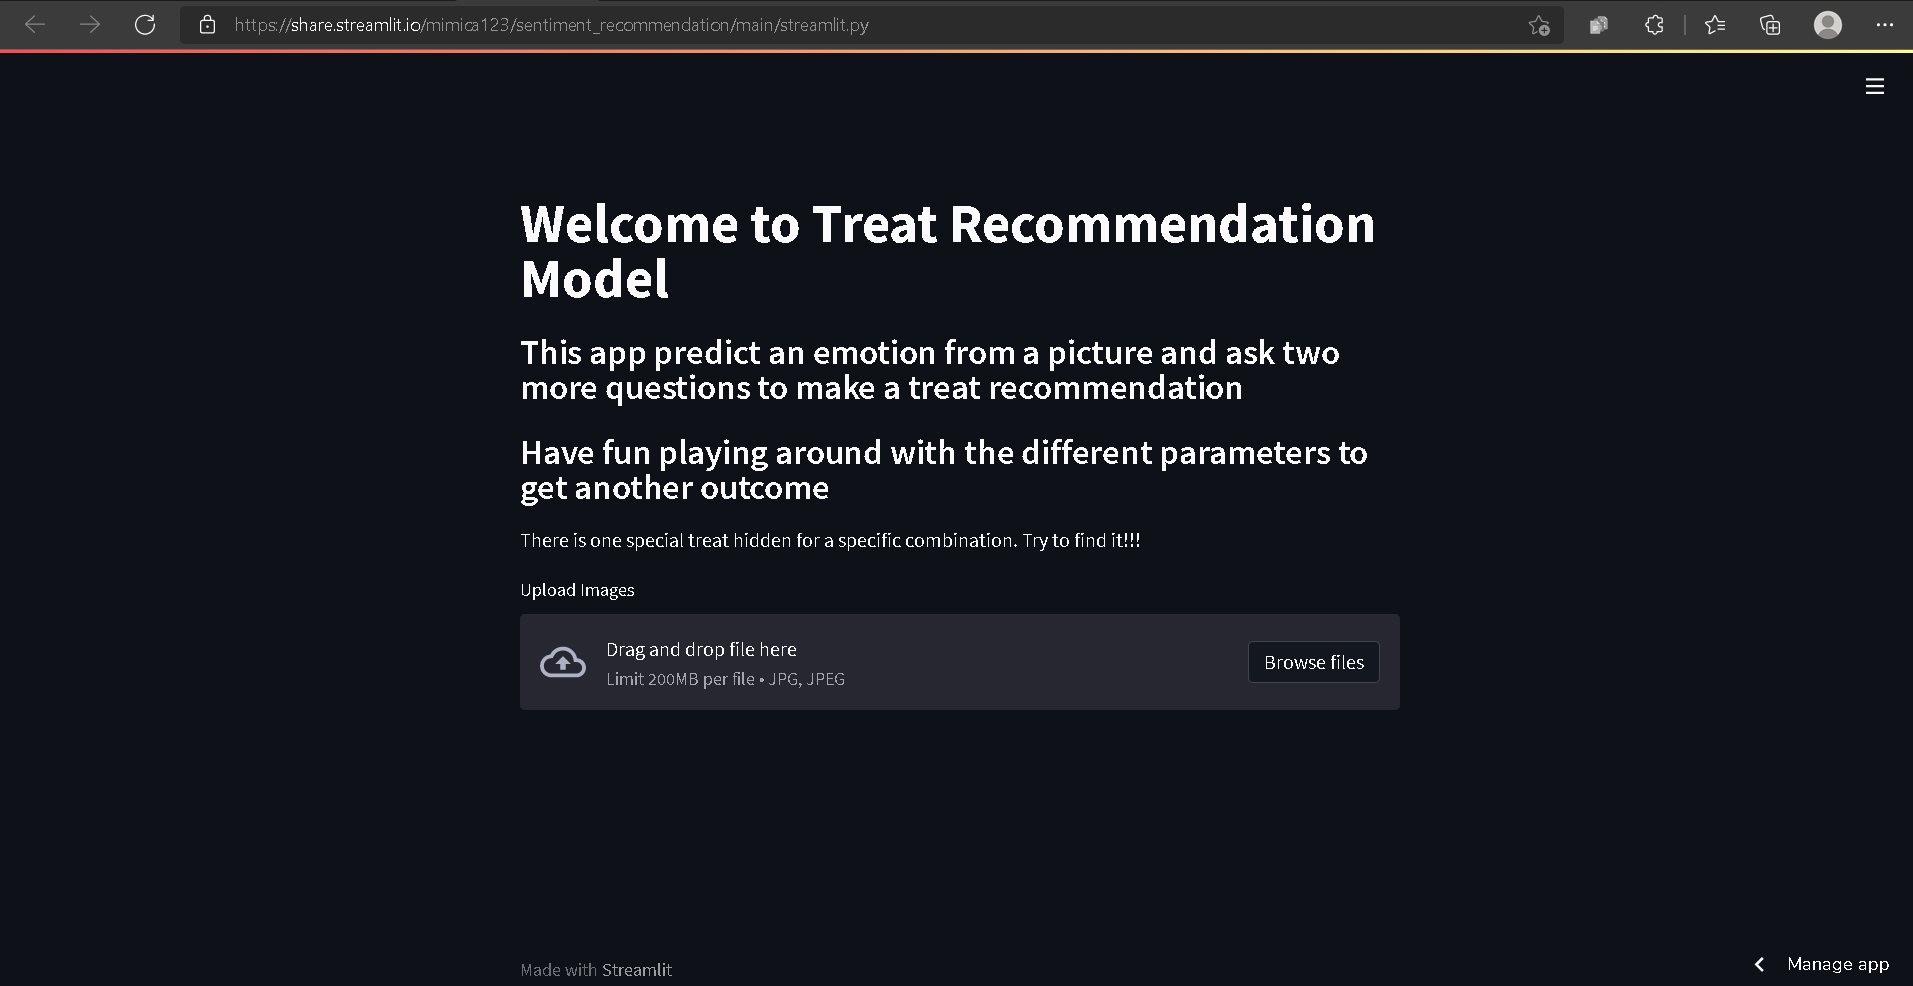 https://share.streamlit.io/mimica123/sentiment_recommendation/main/streamlit.py
Welcome to Treat Recommendation
Model
This app predict an emotion from a picture and ask two
more questions to make a treat recommendation
Have fun playing around with the different parameters to
get another outcome
There is one special treat hidden for a specific combination. Try to find it!!!
Upload Images
Drag and drop file here
Limit 200MB per file • JPG, JPEG
Browse files
Made with Streamlit
Manage app